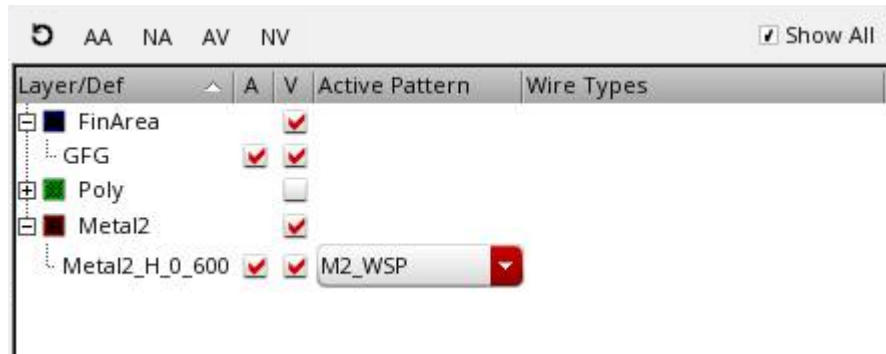 AA NA AV NV Show All
Layer/Def A V Active Pattern Wire Types
FinArea
GFG
Poly
Metal2
Metal2_H_0_600 M2_WSP